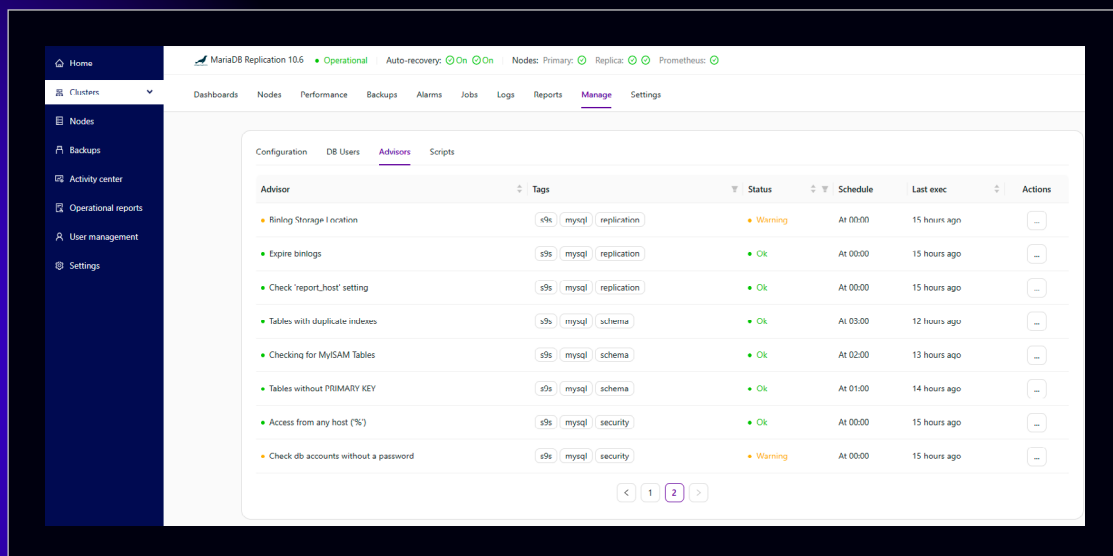 Home
Clusters
Nodes
Backups
Activity center
Operational reports
User management
Settings
MariaDB Replication 10.6 Operational Auto-recovery: On On Nodes: Primary: Replica: Prometheus:
Dashboards Nodes Performance Backups Alarms Jobs Logs Reports Manage Settings
Configuration DB Users Advisors Scripts
Advisor Tags Status Schedule Last exec Actions
Binlog Storage Location s9s mysql replication Warning At 00:00 15 hours ago ...
Expire binlogs s9s mysql replication Ok At 00:00 15 hours ago ...
Check 'report_host' setting s9s mysql replication Ok At 00:00 15 hours ago ...
Tables with duplicate indexes s9s mysql schema Ok At 03:00 12 hours ago ...
Checking for MyISAM Tables s9s mysql schema Ok At 02:00 13 hours ago ...
Tables without PRIMARY KEY s9s mysql schema Ok At 01:00 14 hours ago ...
Access from any host ('%') s9s mysql security Ok At 00:00 15 hours ago ...
Check db accounts without a password s9s mysql security Warning At 00:00 15 hours ago ...
< 1 2 >